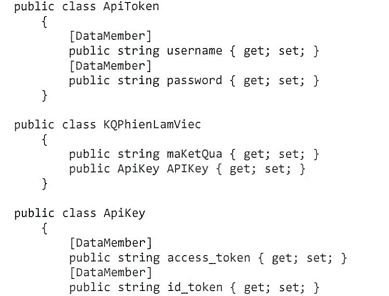 public class ApiToken
{
[DataMember]
public string username { get; set; }
[DataMember]
public string password { get; set; }
}
public class KQPhienLamViec
{
public string maKetQua { get; set; }
public ApiKey APIKey { get; set; }
}
public class ApiKey
{
[DataMember]
public string access_token { get; set; }
[DataMember]
public string id_token { get; set; }